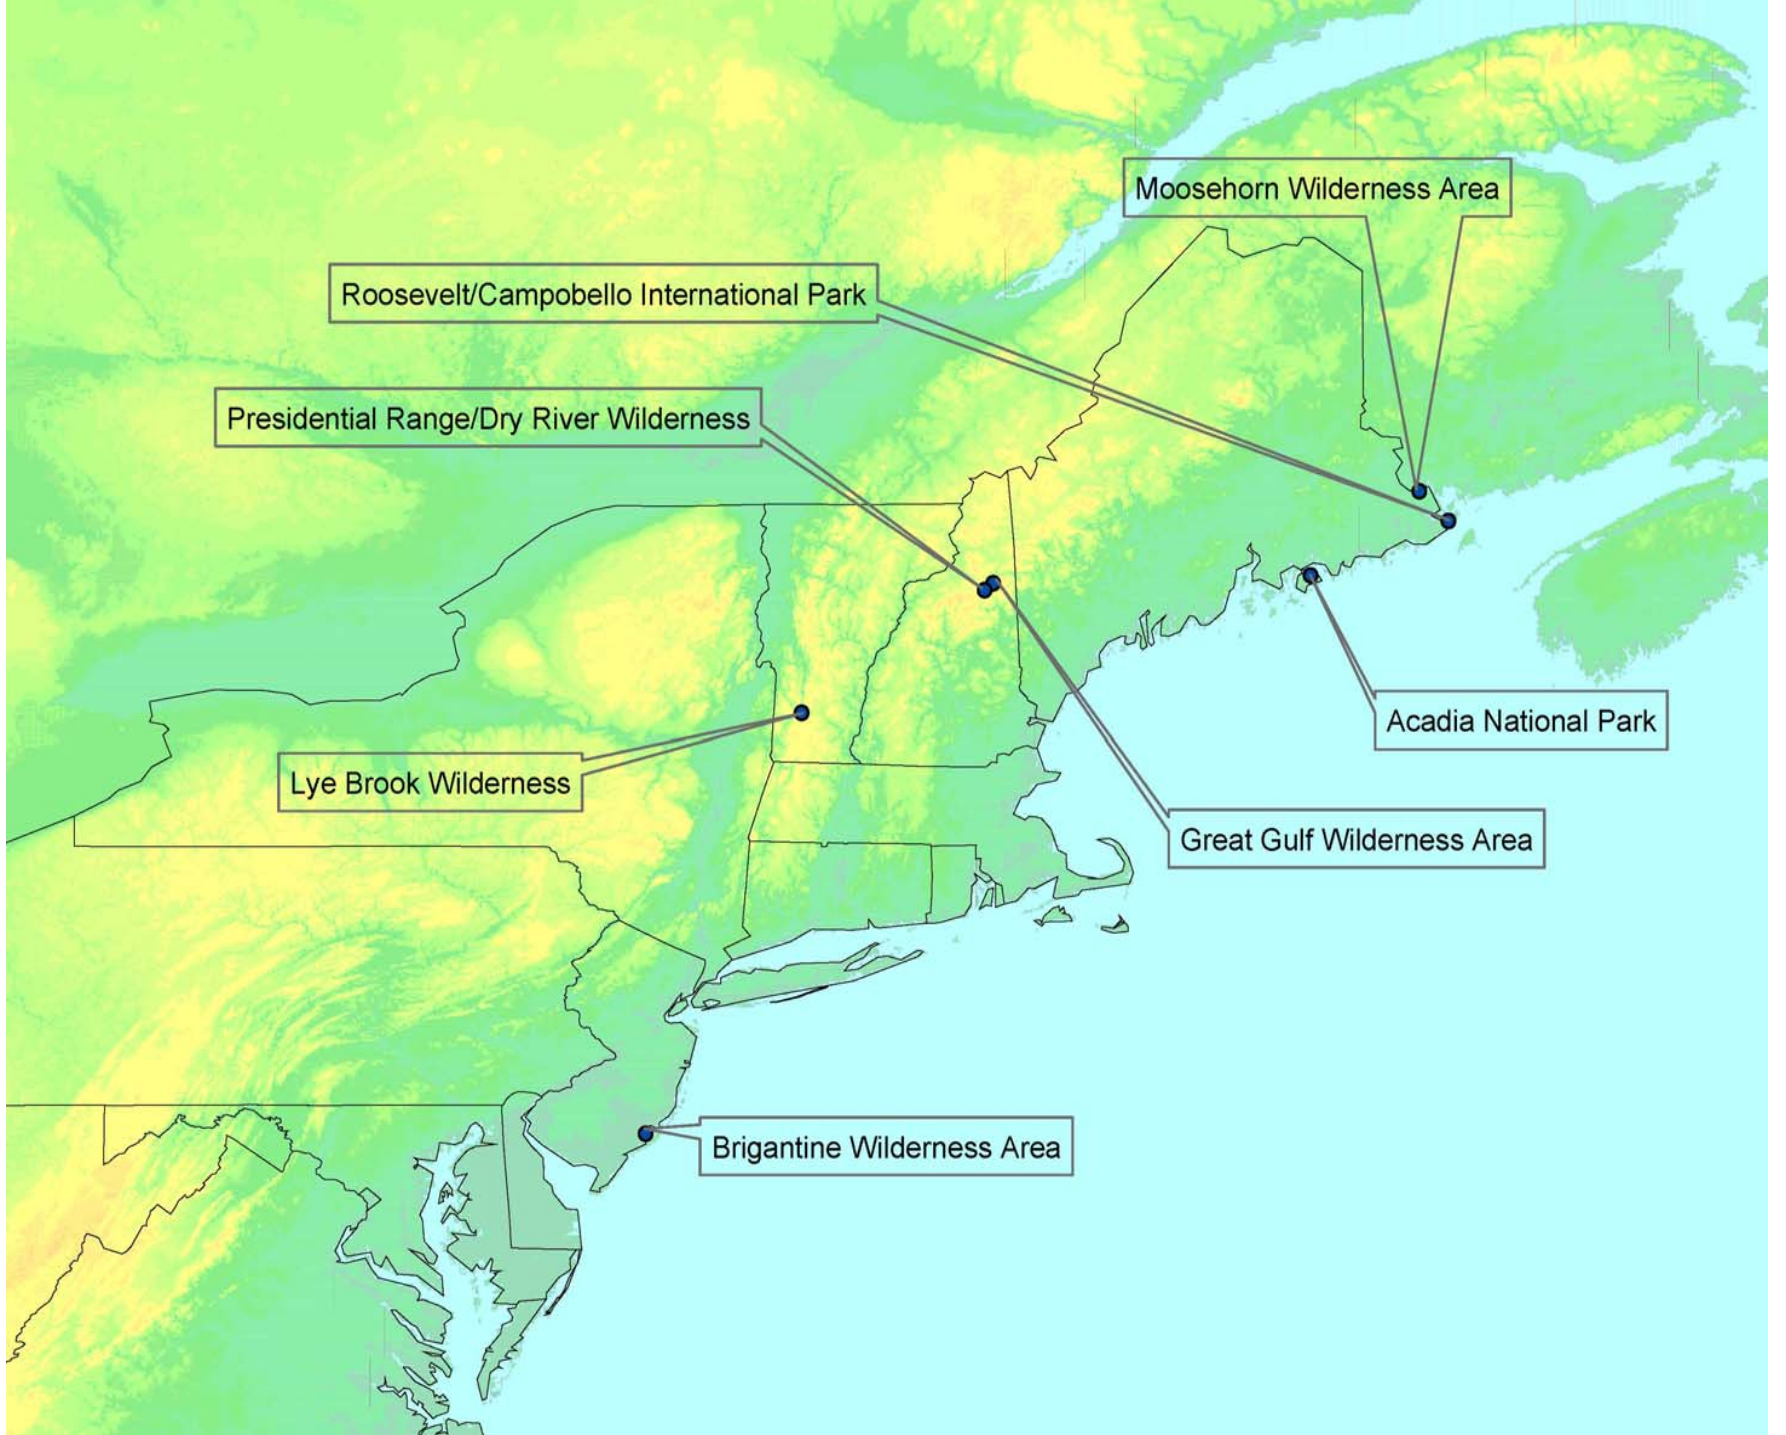 Moosehorn Wilderness Area
Roosevelt/Campobello International Park
Presidential Range/Dry River Wilderness
Acadia National Park
Lye Brook Wilderness
Great Gulf Wilderness Area
Brigantine Wilderness Area